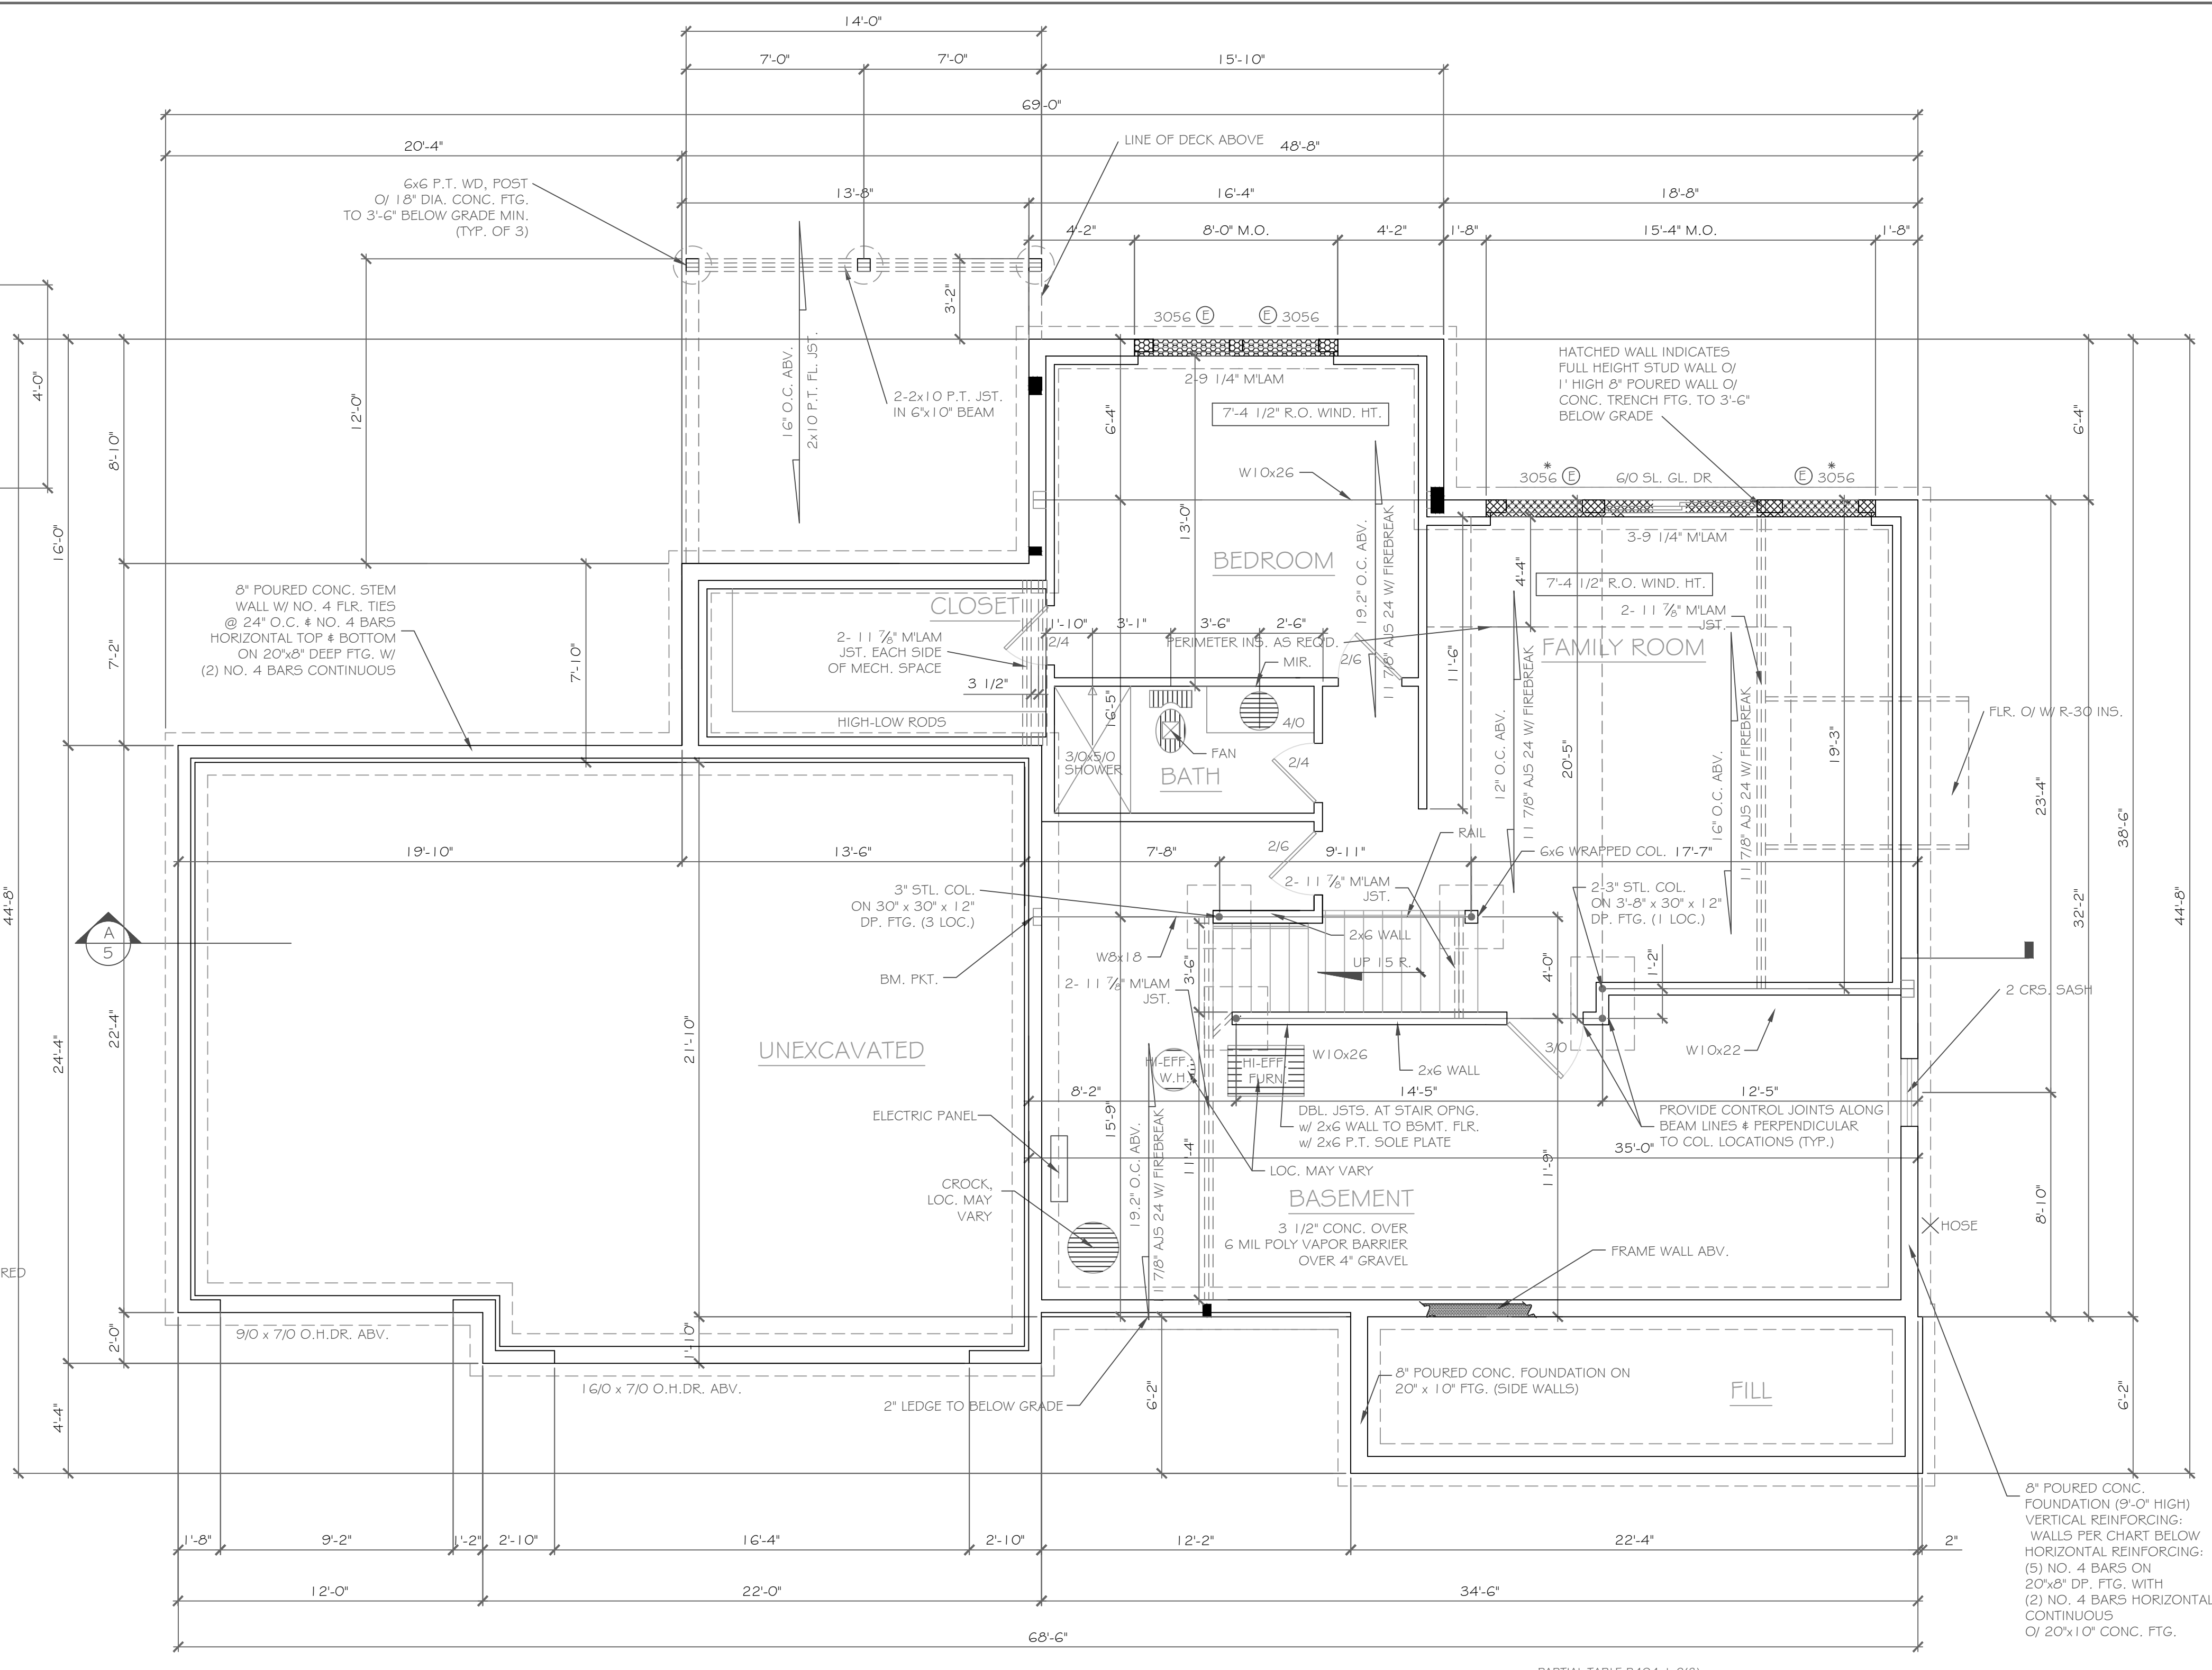 14'-0"
7'-0" 7'-0" 15'-10"
69'-0"
20'-4" 48'-8"
LINE OF DECK ABOVE
13'-8" 16'-4" 18'-8"
4'-2" 8'-0" M.O. 4'-2" 1'-8" 15'-4" M.O. 1'-8"
6x6 P.T. WD, POST
O/ 18" DIA. CONC. FTG.
TO 3'-6" BELOW GRADE MIN.
(TYP. OF 3)
4'-0"
12'-0"
3'-2"
8'-10"
16'-0"
7'-2"
44'-8"
16" O.C. ABV.
2x10 P.T. FL. JST.
2-2x10 P.T. JST.
IN 6"x10" BEAM
3056 E E 3056
2-9 1/4" M'LAM
7'-4 1/2" R.O. WIND. HT.
6'-4"
13'-0"
W10x26
BEDROOM
19.2" O.C. ABV.
11 7/8" AJS 24 W/ FIREBREAK
HATCHED WALL INDICATES
FULL HEIGHT STUD WALL O/
1' HIGH 8" POURED WALL O/
CONC. TRENCH FTG. TO 3'-6"
BELOW GRADE
* *
3056 E 6/0 SL. GL. DR E 3056
3-9 1/4" M'LAM
7'-4 1/2" R.O. WIND. HT.
4'-4"
2- 11 7/8" M'LAM
JST.
FAMILY ROOM
11'-6"
12" O.C. ABV.
11 7/8" AJS 24 W/ FIREBREAK
20'-5"
16" O.C. ABV.
11 7/8" AJS 24 W/ FIREBREAK
19'-3"
6'-4"
FLR. O/ W/ R-30 INS.
23'-4"
32'-2"
38'-6"
44'-8"
8" POURED CONC. STEM
WALL W/ NO. 4 FLR. TIES
@ 24" O.C. & NO. 4 BARS
HORIZONTAL TOP & BOTTOM
ON 20"x8" DEEP FTG. W/
(2) NO. 4 BARS CONTINUOUS
7'-10"
CLOSET
2- 11 7/8" M'LAM
JST. EACH SIDE
OF MECH. SPACE
3 1/2"
HIGH-LOW RODS
1'-10" 3'-1" 3'-6" 2'-6"
2/4
PERIMETER INS. AS REQ'D.
MIR.
2/6
16'-5"
4/0
FAN
3/0x5/0
SHOWER
BATH
2/4
2/6
RAIL
19'-10" 13'-6" 7'-8" 9'-11" 17'-7"
6x6 WRAPPED COL.
3" STL. COL.
ON 30" x 30" x 12"
DP. FTG. (3 LOC.)
2- 11 7/8" M'LAM
JST.
2-3" STL. COL.
ON 3'-8" x 30" x 12"
DP. FTG. (1 LOC.)
A
5
BM. PKT.
W8x18
2x6 WALL
UP 15 R.
2- 11 7/8" M'LAM
JST.
3'-6"
4'-0"
1'-2"
2 CRS. SASH
24'-4"
22'-4"
21'-10"
UNEXCAVATED
HI-EFF.
W.H.
HI-EFF.
FURN.
W10x26
2x6 WALL
3/0
W10x22
8'-2" 14'-5" 12'-5"
ELECTRIC PANEL
15'-9"
11'-4"
DBL. JSTS. AT STAIR OPNG.
w/ 2x6 WALL TO BSMT. FLR.
w/ 2x6 P.T. SOLE PLATE
PROVIDE CONTROL JOINTS ALONG
BEAM LINES & PERPENDICULAR
TO COL. LOCATIONS (TYP.)
35'-0"
LOC. MAY VARY
11'-9"
CROCK,
LOC. MAY
VARY
19.2" O.C. ABV.
11 7/8" AJS 24 W/ FIREBREAK
BASEMENT
3 1/2" CONC. OVER
6 MIL POLY VAPOR BARRIER
OVER 4" GRAVEL
FRAME WALL ABV.
8'-10"
HOSE
RED
2'-0"
9/0 x 7/0 O.H.DR. ABV.
1'-10"
16/0 x 7/0 O.H.DR. ABV.
2" LEDGE TO BELOW GRADE
6'-2"
8" POURED CONC. FOUNDATION ON
20" x 10" FTG. (SIDE WALLS)
FILL
4'-4"
6'-2"
8" POURED CONC.
FOUNDATION (9'-0" HIGH)
VERTICAL REINFORCING:
WALLS PER CHART BELOW
HORIZONTAL REINFORCING:
(5) NO. 4 BARS ON
20"x8" DP. FTG. WITH
(2) NO. 4 BARS HORIZONTAL
CONTINUOUS
O/ 20"x10" CONC. FTG.
1'-8" 9'-2" 1'-2" 2'-10" 16'-4" 2'-10" 12'-2" 22'-4" 2"
12'-0" 22'-0" 34'-6"
68'-6"